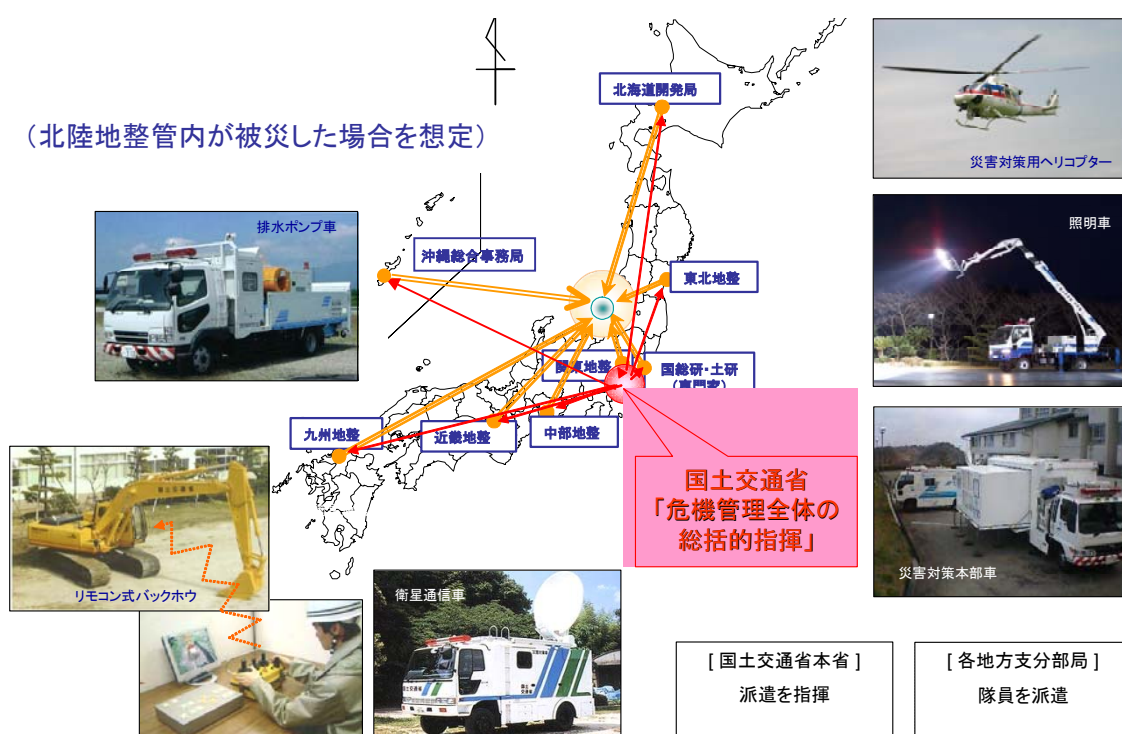 北海道開発局
(北陸地整管内が被災した場合を想定)
災害対策用ヘリコプター
排水ポンプ車
照明車
沖縄総合事務局
東北地整
関東地整
国総研・土研
(専門家)
九州地整
近畿地整
中部地整
国土交通省
「危機管理全体の
総括的指揮」
リモコン式バックホウ
衛星通信車
災害対策本部車
国土交通省
[ 国土交通省本省 ]
派遣を指揮
[ 各地方支分部局 ]
隊員を派遣